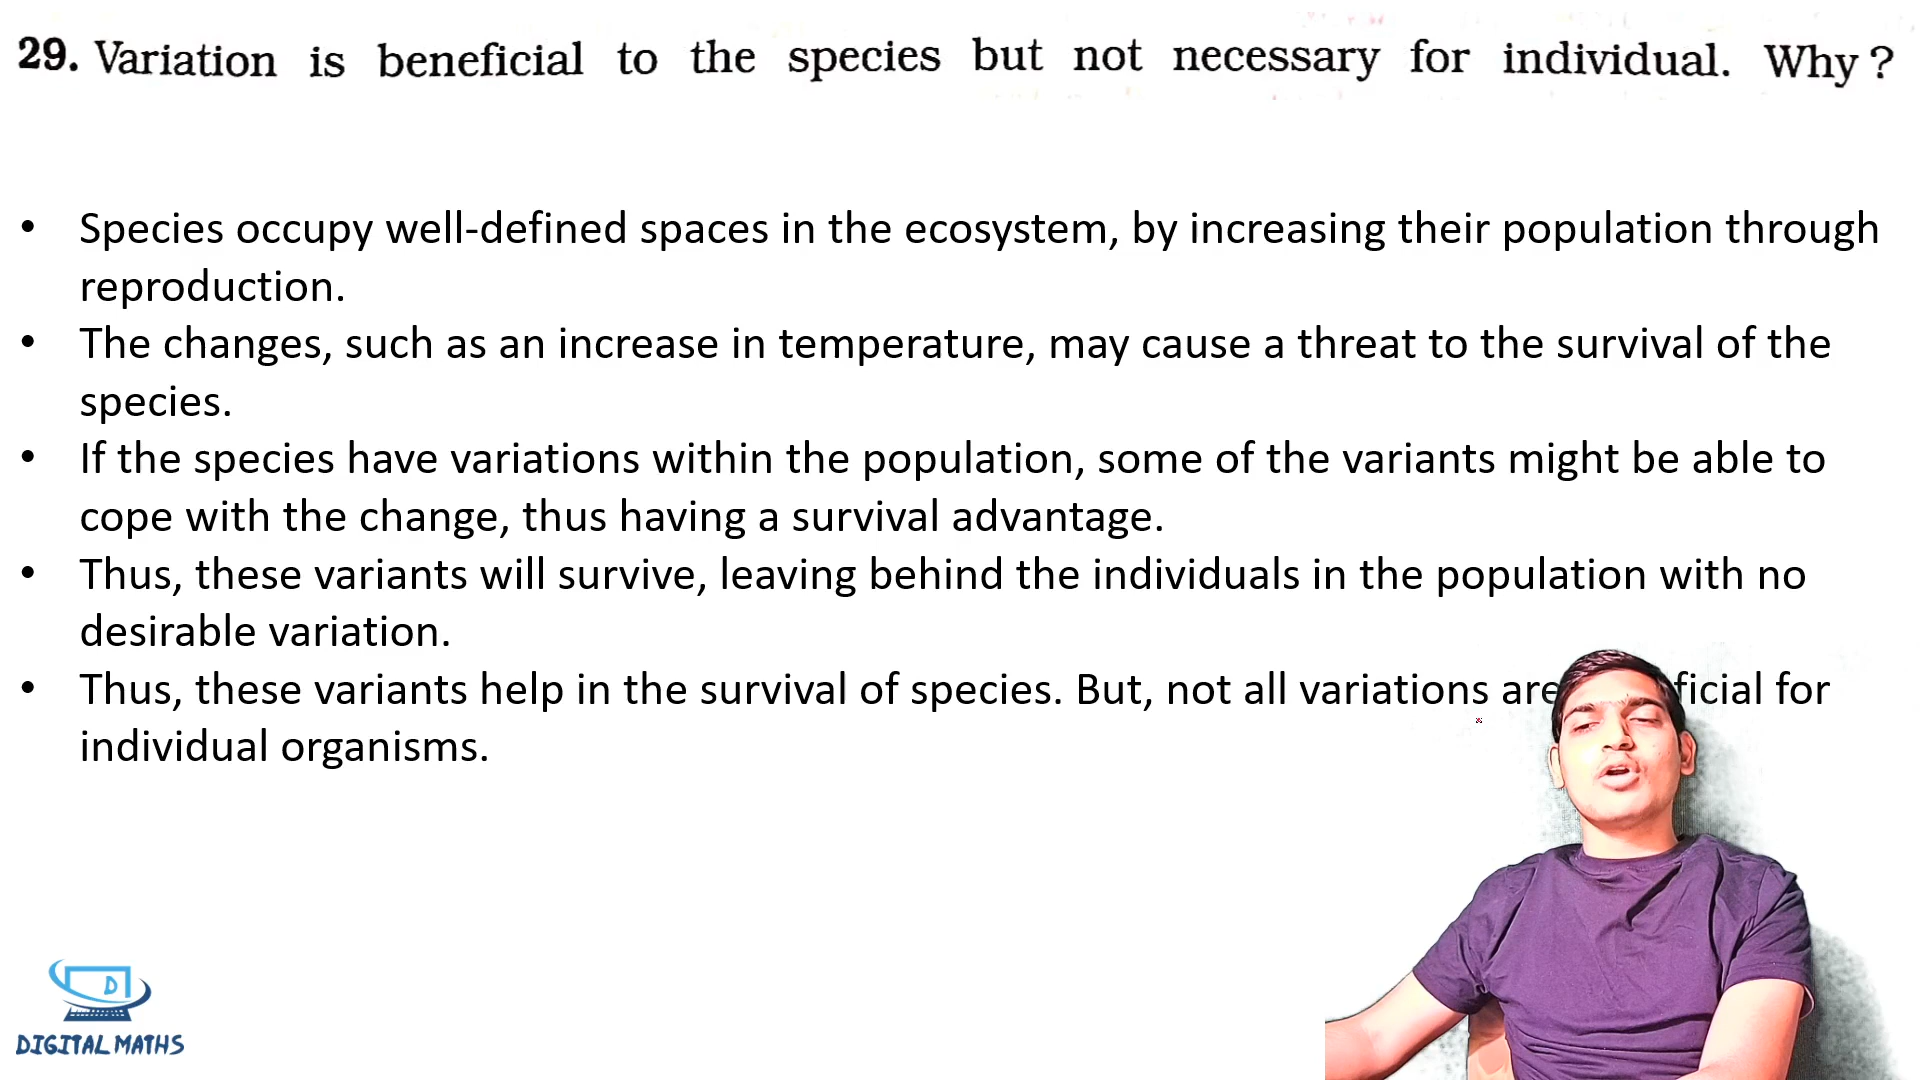 29. Variation is beneficial to the species but not necessary for individual. Why ?
• Species occupy well-defined spaces in the ecosystem, by increasing their population through
reproduction.
• The changes, such as an increase in temperature, may cause a threat to the survival of the
species.
• If the species have variations within the population, some of the variants might be able to
cope with the change, thus having a survival advantage.
• Thus, these variants will survive, leaving behind the individuals in the population with no
desirable variation.
• Thus, these variants help in the survival of species. But, not all variations are for
individual organisms.
D
DIGITAL MATHS